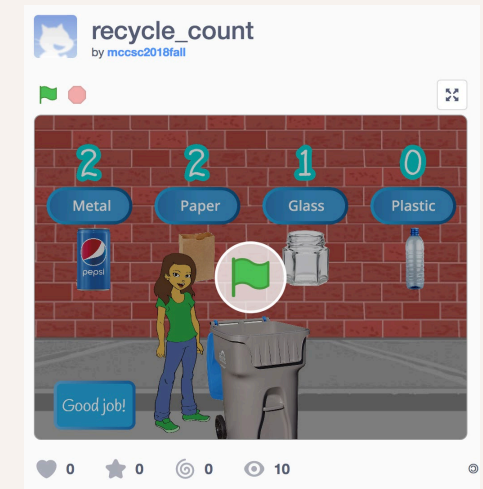 recycle_count
by mccsc2018fall
2 2 1 0
Metal Paper Glass Plastic
pepsi
Good job!
0 0 0 10